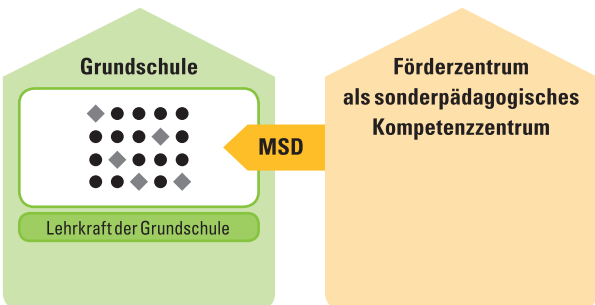 Grundschule
Lehrkraft der Grundschule
MSD
Förderzentrum
als sonderpädagogisches
Kompetenzzentrum